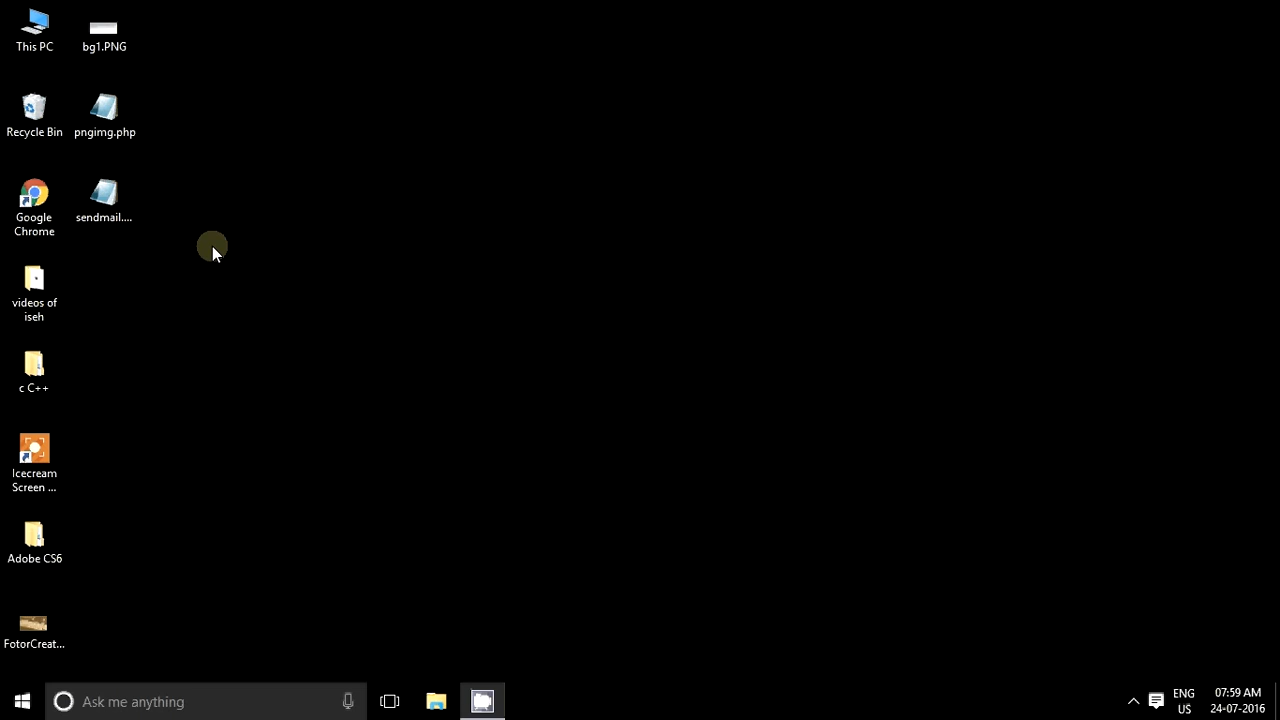 This PC
bg1.PNG
Recycle Bin
pngimg.php
Google
Chrome
sendmail....
videos of
iseh
c C++
Icecream
Screen ...
Adobe CS6
FotorCreat...
Ask me anything
ENG
US
07:59 AM
24-07-2016